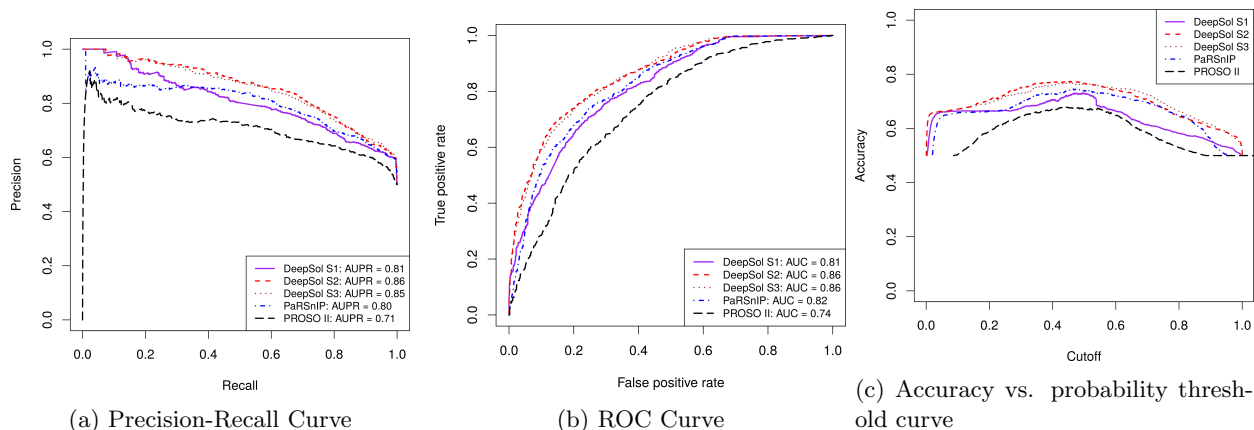 Precision
0.0 0.2 0.4 0.6 0.8 1.0
0.0 0.2 0.4 0.6 0.8 1.0
Recall
DeepSol S1: AUPR = 0.81
DeepSol S2: AUPR = 0.86
DeepSol S3: AUPR = 0.85
PaRSnIP: AUPR = 0.80
PROSO II: AUPR = 0.71
(a) Precision-Recall Curve
True positive rate
0.0 0.2 0.4 0.6 0.8 1.0
0.0 0.2 0.4 0.6 0.8 1.0
False positive rate
DeepSol S1: AUC = 0.81
DeepSol S2: AUC = 0.86
DeepSol S3: AUC = 0.86
PaRSnIP: AUC = 0.82
PROSO II: AUC = 0.74
(b) ROC Curve
Accuracy
0.0 0.2 0.4 0.6 0.8 1.0
0.0 0.2 0.4 0.6 0.8 1.0
Cutoff
DeepSol S1
DeepSol S2
DeepSol S3
PaRSnIP
PROSO II
(c) Accuracy vs. probability thresh-
old curve